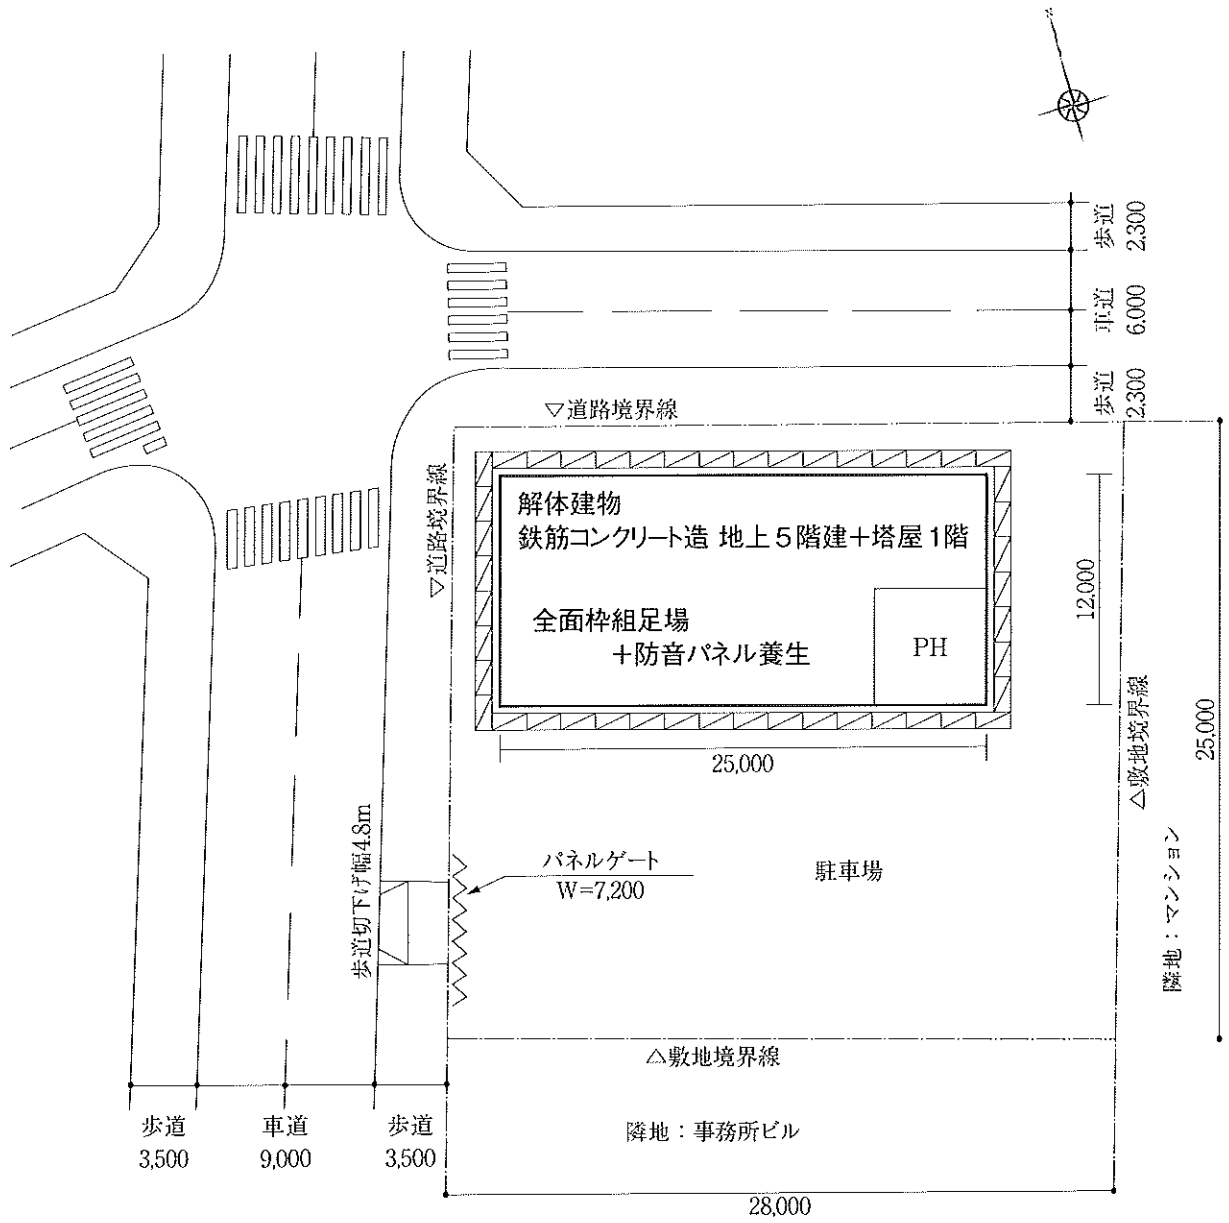 歩道
2,300
車道
6,000
歩道
2,300
▽道路境界線
▽道路境界線
解体建物
鉄筋コンクリート造 地上5階建+塔屋1階
全面枠組足場
+防音パネル養生
PH
12,000
25,000
△敷地境界線
25,000
隣地:マンション
歩道切下げ幅4.8m
パネルゲート
W=7,200
駐車場
△敷地境界線
歩道
3,500
車道
9,000
歩道
3,500
隣地:事務所ビル
28,000